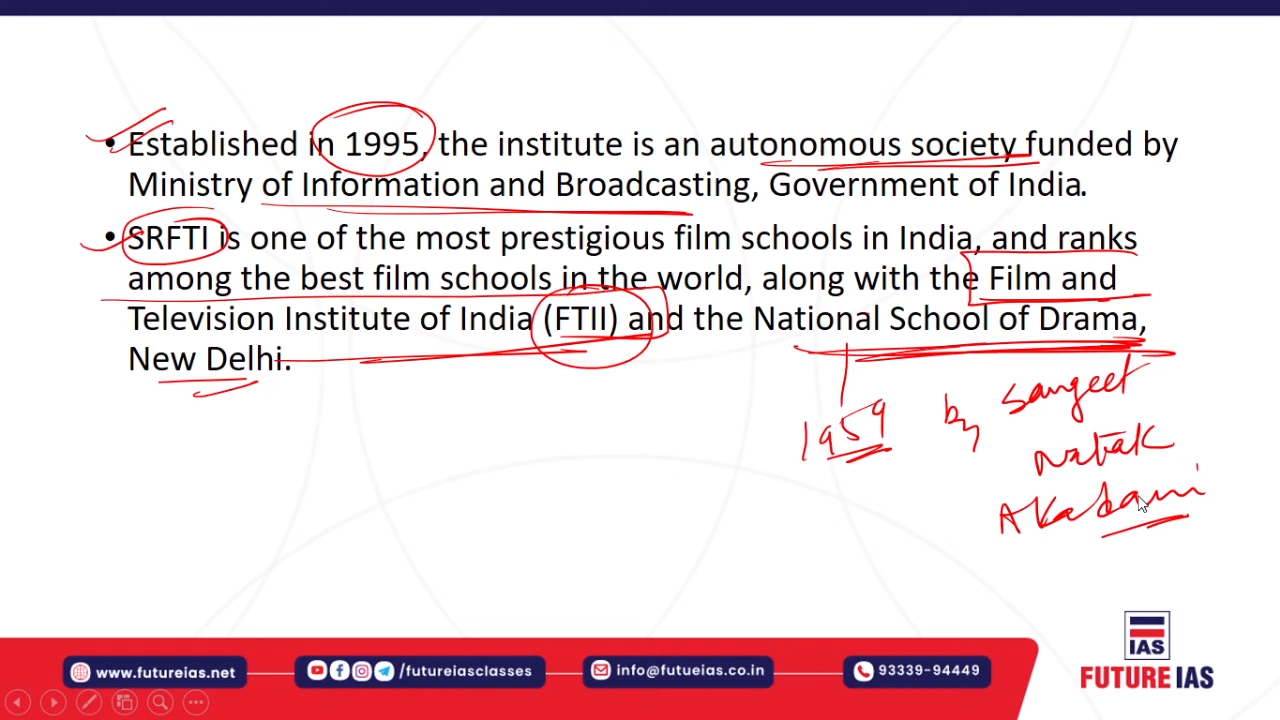 • Established in 1995, the institute is an autonomous society funded by
Ministry of Information and Broadcasting, Government of India.
• SRFTI is one of the most prestigious film schools in India, and ranks
among the best film schools in the world, along with the Film and
Television Institute of India (FTII) and the National School of Drama,
New Delhi.
1959 by Sangeet
Natak
Akadami
IAS
FUTURE IAS
www.future-ias.net
/futureiasclasses
info@futueias.co.in
93339-94449